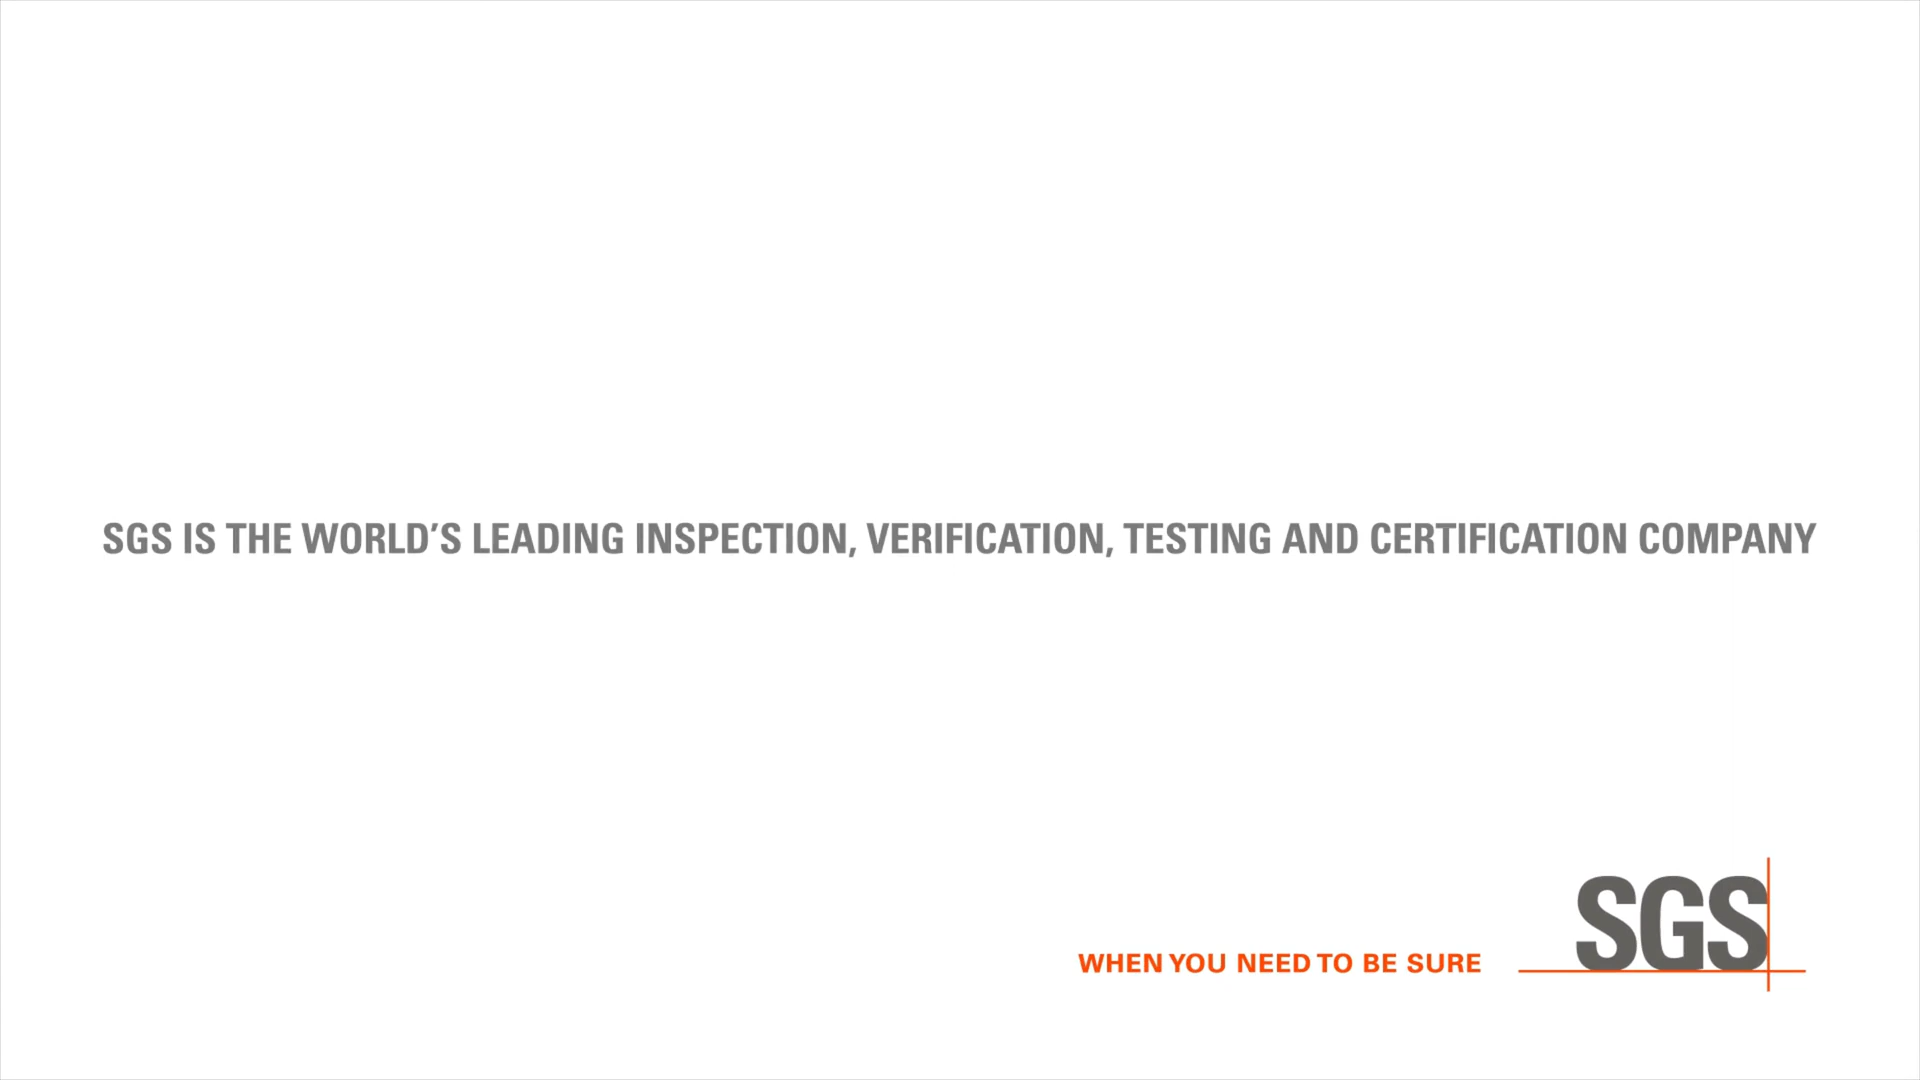 SGS IS THE WORLD’S LEADING INSPECTION, VERIFICATION, TESTING AND CERTIFICATION COMPANY
WHEN YOU NEED TO BE SURE
SGS